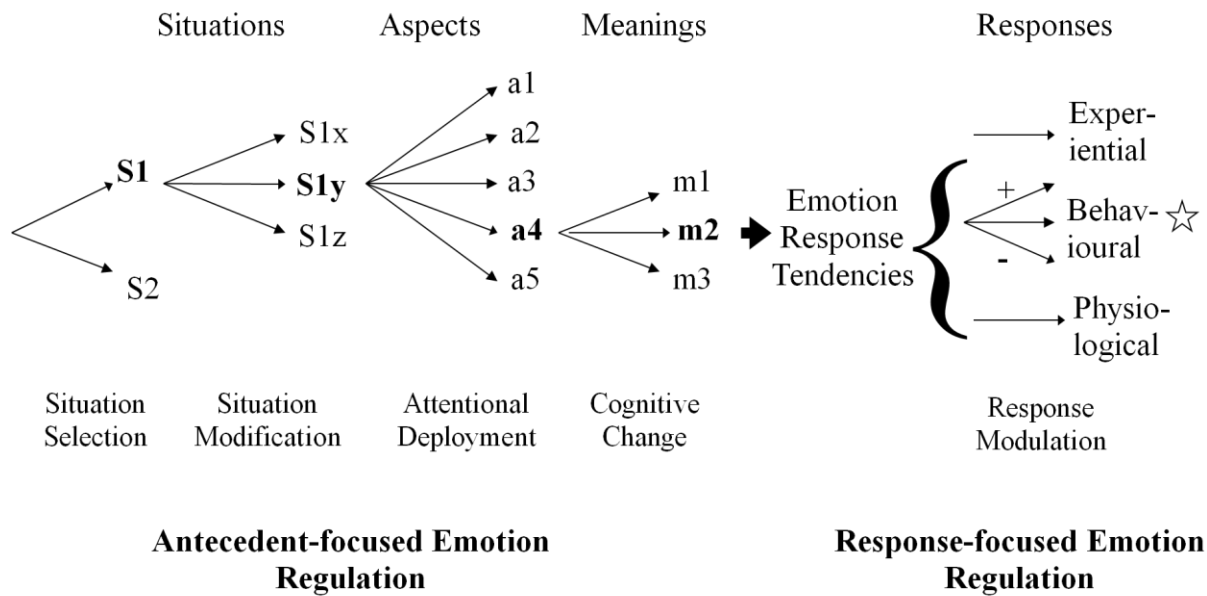 Situations Aspects Meanings Responses
a1
Exper-
iential
S1x a2
S1 S1y a3 m1
+
Emotion
Response
Tendencies
Behav-
ioural
S1z a4 m2
-
S2 a5 m3
Physio-
logical
Situation
Selection
Situation
Modification
Attentional
Deployment
Cognitive
Change
Response
Modulation
Antecedent-focused Emotion
Regulation
Response-focused Emotion
Regulation